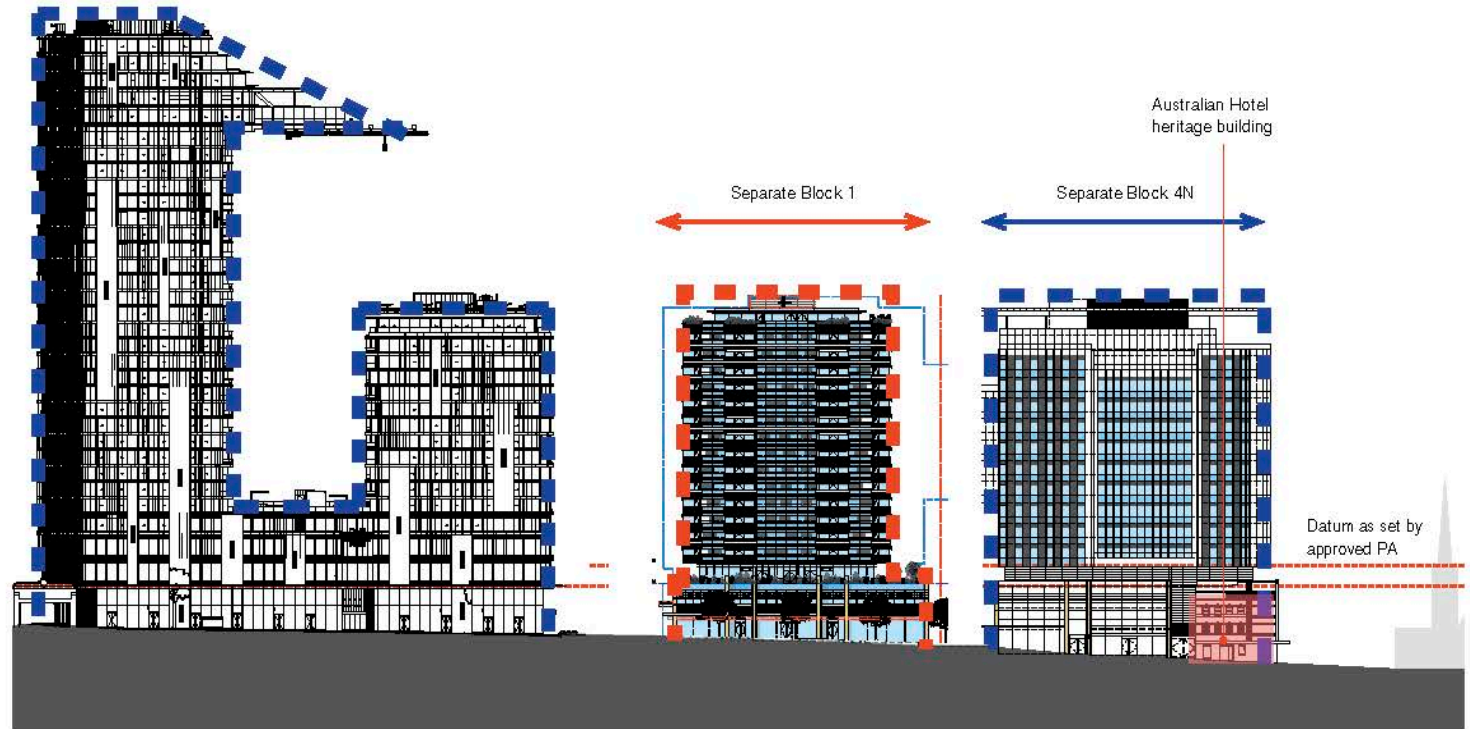 Australian Hotel
heritage building
Separate Block 1
Separate Block 4N
Datum as set by
approved PA